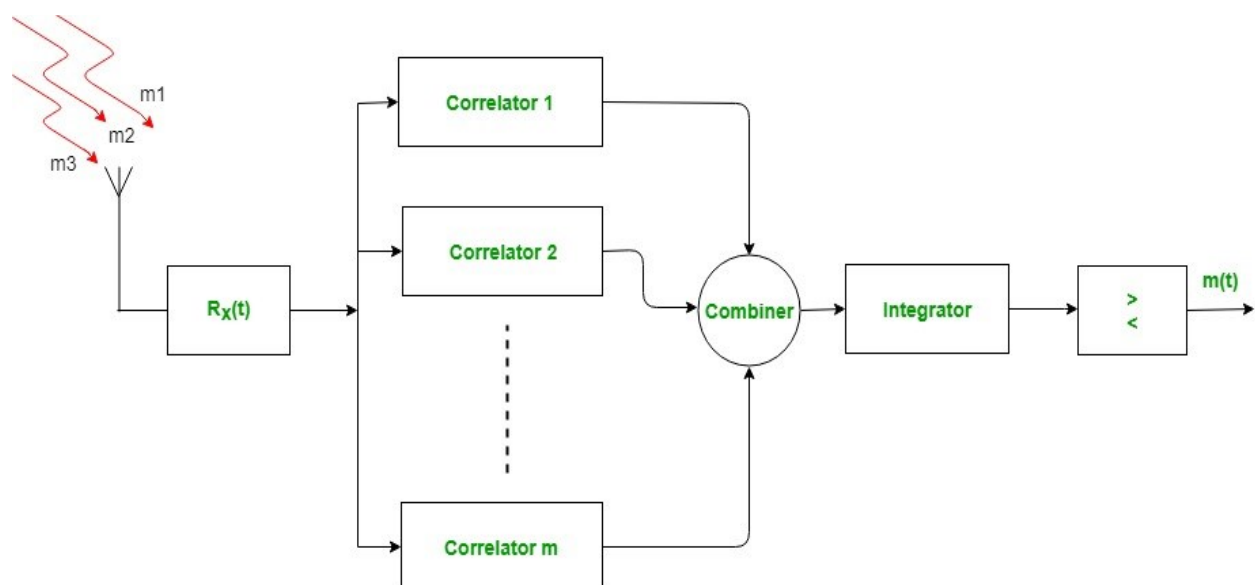 m1
m2
m3
Rx(t)
Correlator 1
Correlator 2
Correlator m
Combiner
Integrator
>
<
m(t)